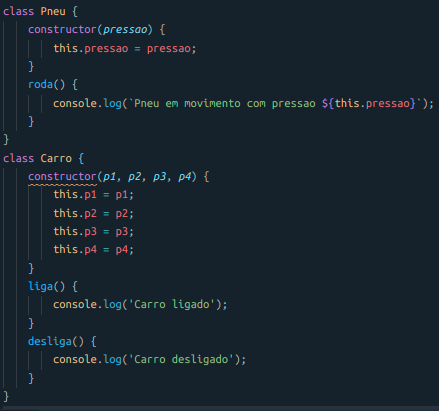 class Pneu {
constructor(pressao) {
this.pressao = pressao;
}
roda() {
console.log(`Pneu em movimento com pressao ${this.pressao}`);
}
}
class Carro {
constructor(p1, p2, p3, p4) {
this.p1 = p1;
this.p2 = p2;
this.p3 = p3;
this.p4 = p4;
}
liga() {
console.log('Carro ligado');
}
desliga() {
console.log('Carro desligado');
}
}